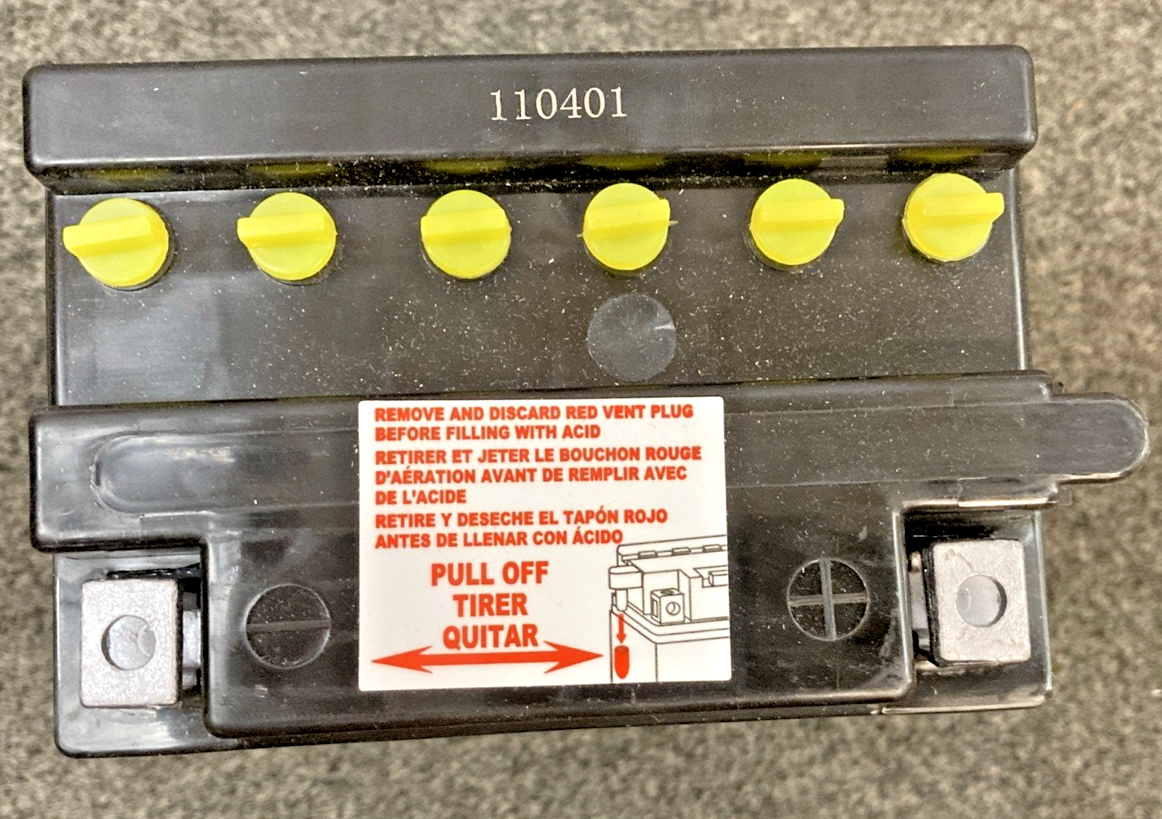 110401
REMOVE AND DISCARD RED VENT PLUG
BEFORE FILLING WITH ACID
RETIRER ET JETER LE BOUCHON ROUGE
D'AÉRATION AVANT DE REMPLIR AVEC
DE L'ACIDE
RETIRE Y DESECHE EL TAPÓN ROJO
ANTES DE LLENAR CON ÁCIDO
PULL OFF
TIRER
QUITAR